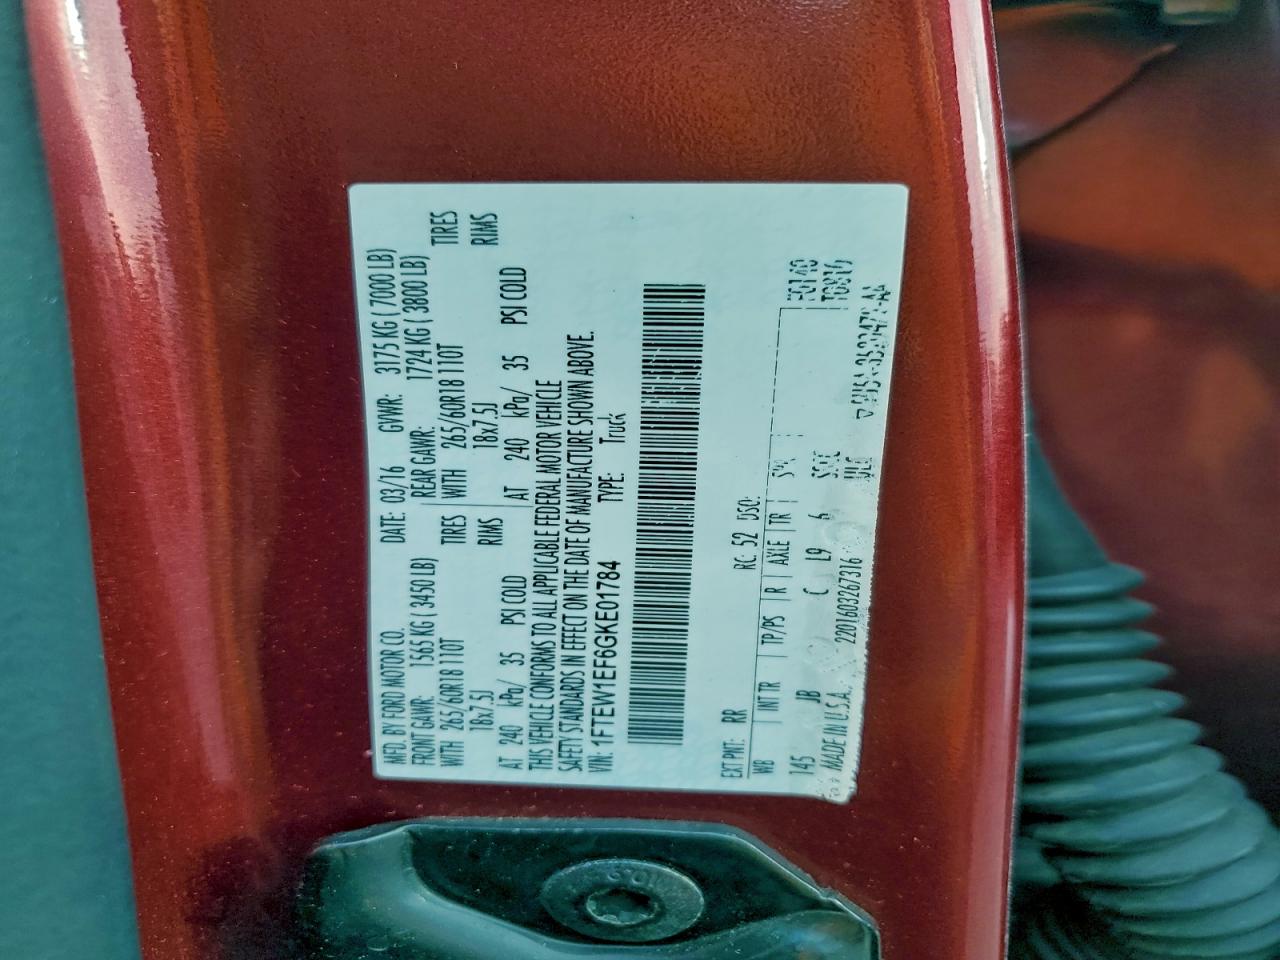 MFD. BY FORD MOTOR CO.
DATE: 03/16 GVWR: 3175 KG ( 7000 LB)
FRONT GAWR: 1565 KG ( 3450 LB) REAR GAWR: 1724 KG ( 3800 LB)
WITH 265/60R18 110T TIRES WITH 265/60R18 110T TIRES
18x7.5J RIMS 18x7.5J RIMS
AT 240 kPa/ 35 PSI COLD AT 240 kPa/ 35 PSI COLD
THIS VEHICLE CONFORMS TO ALL APPLICABLE FEDERAL MOTOR VEHICLE
SAFETY STANDARDS IN EFFECT ON THE DATE OF MANUFACTURE SHOWN ABOVE.
VIN: 1FTEW1EF6GKE01784 TYPE: Truck
EXT PNT: RR RC: 52 DSO:
WB INT TR TP/PS R AXLE TR
145 JB C L9 6
MADE IN U.S.A.
2201603267316